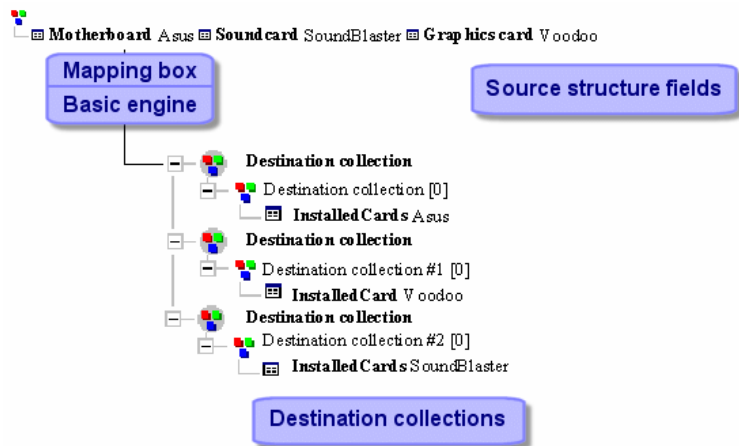 Motherboard Asus Soundcard SoundBlaster Graphics card Voodoo
Mapping box
Basic engine
Source structure fields
Destination collection
Destination collection [0]
InstalledCards Asus
Destination collection
Destination collection #1 [0]
InstalledCard Voodoo
Destination collection
Destination collection #2 [0]
InstalledCards SoundBlaster
Destination collections